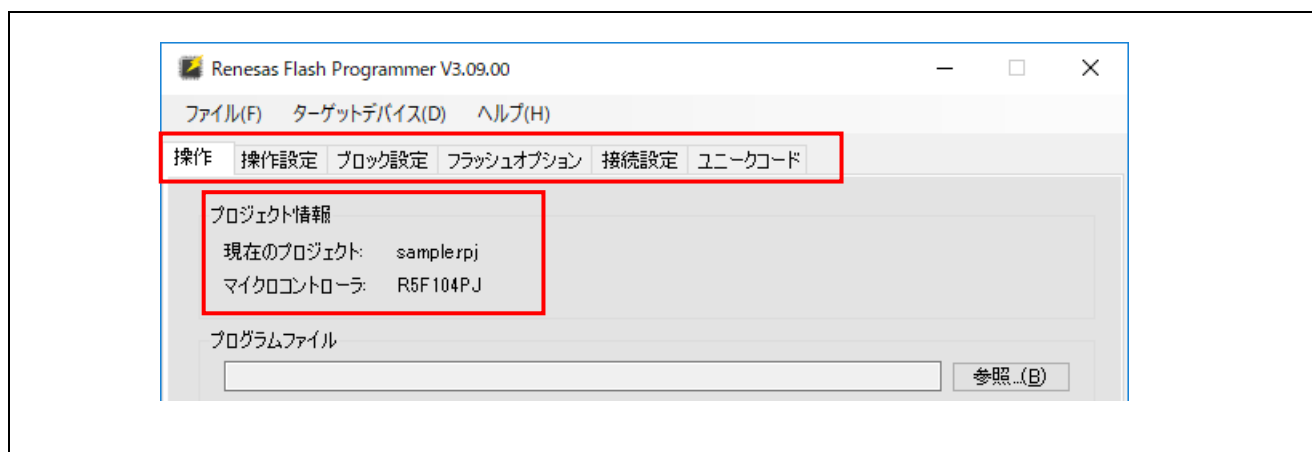 Renesas Flash Programmer V3.09.00
ファイル(F) ターゲットデバイス(D) ヘルプ(H)
操作 操作設定 ブロック設定 フラッシュオプション 接続設定 ユニークコード
プロジェクト情報
現在のプロジェクト: sample.rpj
マイクロコントローラ: R5F104PJ
プログラムファイル
参照...(B)